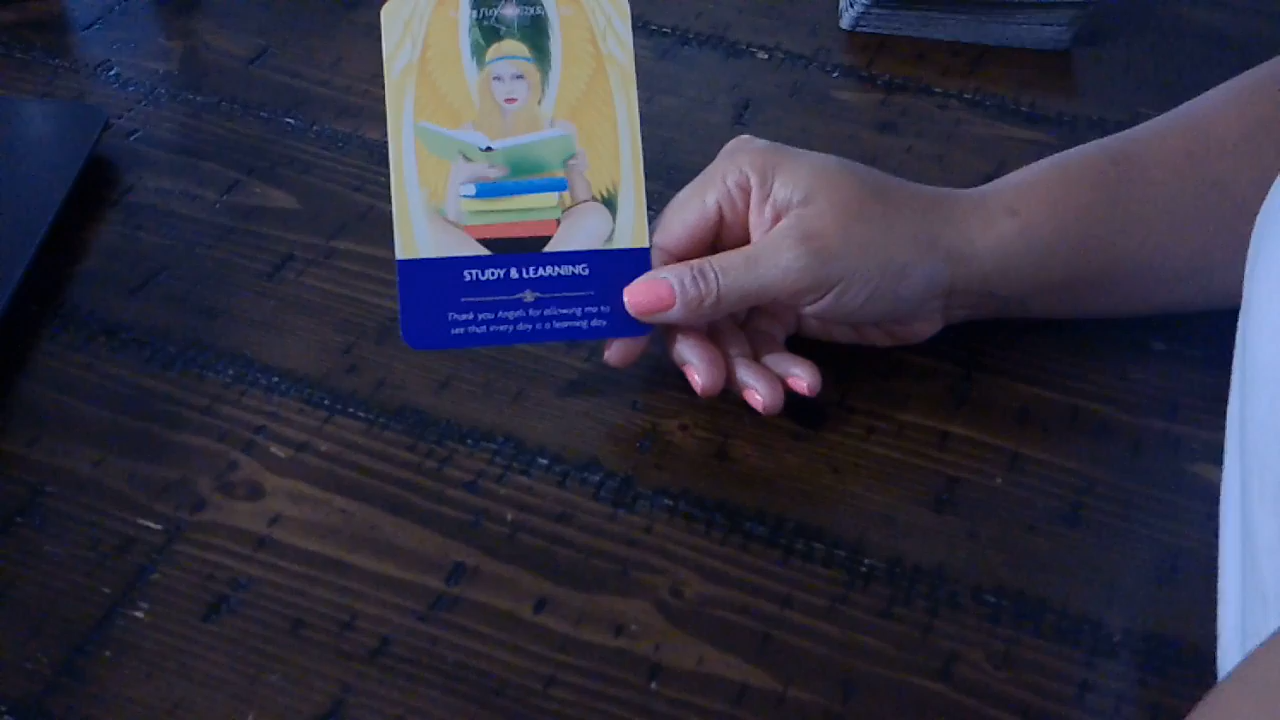 STUDY & LEARNING
Thank you Angels for allowing me to
see that every day is a learning day